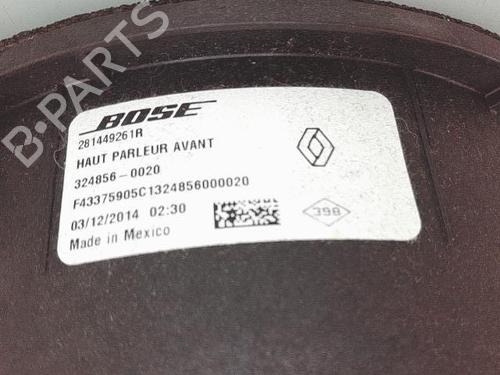 BOSE
281449261R
HAUT PARLEUR AVANT
324856-0020
F43375905C1324856000020
03/12/2014 02:30
Made in Mexico
398
B-PARTS